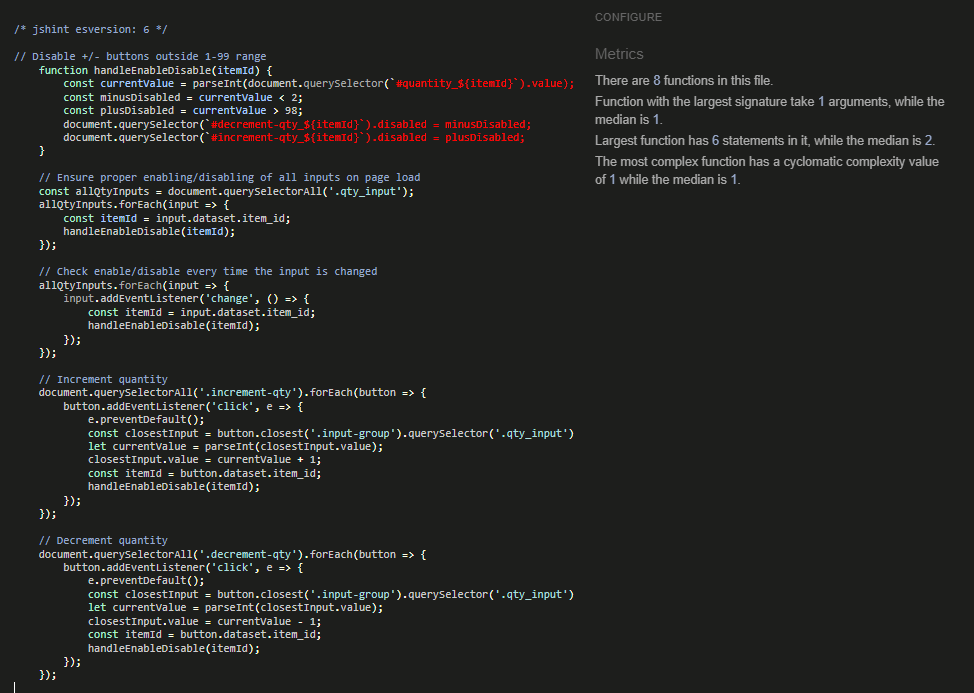 /* jshint esversion: 6 */
// Disable +/- buttons outside 1-99 range
function handleEnableDisable(itemId) {
const currentValue = parseInt(document.querySelector(`#quantity_${itemId}`).value);
const minusDisabled = currentValue < 2;
const plusDisabled = currentValue > 98;
document.querySelector(`#decrement-qty_${itemId}`).disabled = minusDisabled;
document.querySelector(`#increment-qty_${itemId}`).disabled = plusDisabled;
}
// Ensure proper enabling/disabling of all inputs on page load
const allQtyInputs = document.querySelectorAll('.qty_input');
allQtyInputs.forEach(input => {
const itemId = input.dataset.item_id;
handleEnableDisable(itemId);
});
// Check enable/disable every time the input is changed
allQtyInputs.forEach(input => {
input.addEventListener('change', () => {
const itemId = input.dataset.item_id;
handleEnableDisable(itemId);
});
});
// Increment quantity
document.querySelectorAll('.increment-qty').forEach(button => {
button.addEventListener('click', e => {
e.preventDefault();
const closestInput = button.closest('.input-group').querySelector('.qty_input')
let currentValue = parseInt(closestInput.value);
closestInput.value = currentValue + 1;
const itemId = button.dataset.item_id;
handleEnableDisable(itemId);
});
});
// Decrement quantity
document.querySelectorAll('.decrement-qty').forEach(button => {
button.addEventListener('click', e => {
e.preventDefault();
const closestInput = button.closest('.input-group').querySelector('.qty_input')
let currentValue = parseInt(closestInput.value);
closestInput.value = currentValue - 1;
const itemId = button.dataset.item_id;
handleEnableDisable(itemId);
});
});
CONFIGURE
Metrics
There are 8 functions in this file.
Function with the largest signature take 1 arguments, while the
median is 1.
Largest function has 6 statements in it, while the median is 2.
The most complex function has a cyclomatic complexity value
of 1 while the median is 1.